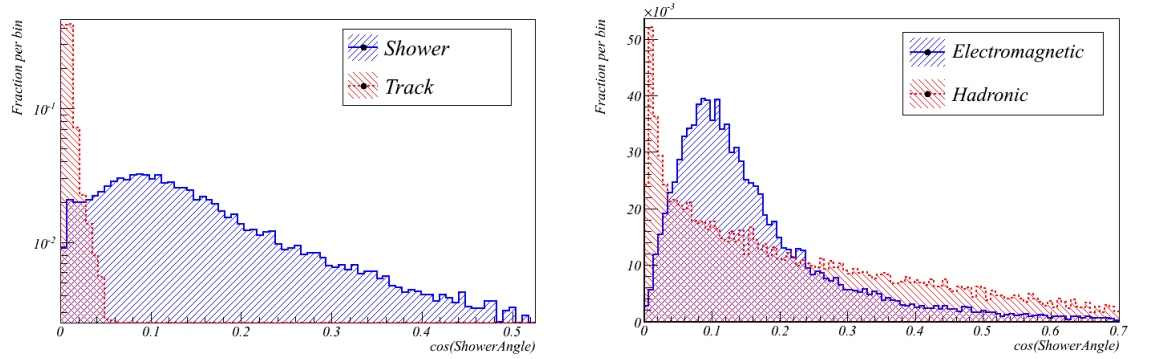 Fraction per bin
10⁻¹
10⁻²
Shower
Track
0 0.1 0.2 0.3 0.4 0.5
cos(ShowerAngle)
×10⁻³
Fraction per bin
50
40
30
20
10
0
Electromagnetic
Hadronic
0 0.1 0.2 0.3 0.4 0.5 0.6 0.7
cos(ShowerAngle)